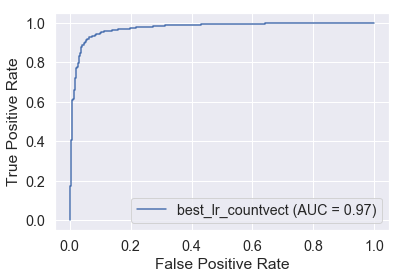 1.0
0.8
0.6
0.4
0.2
0.0
True Positive Rate
best_lr_countvect (AUC = 0.97)
0.0 0.2 0.4 0.6 0.8 1.0
False Positive Rate